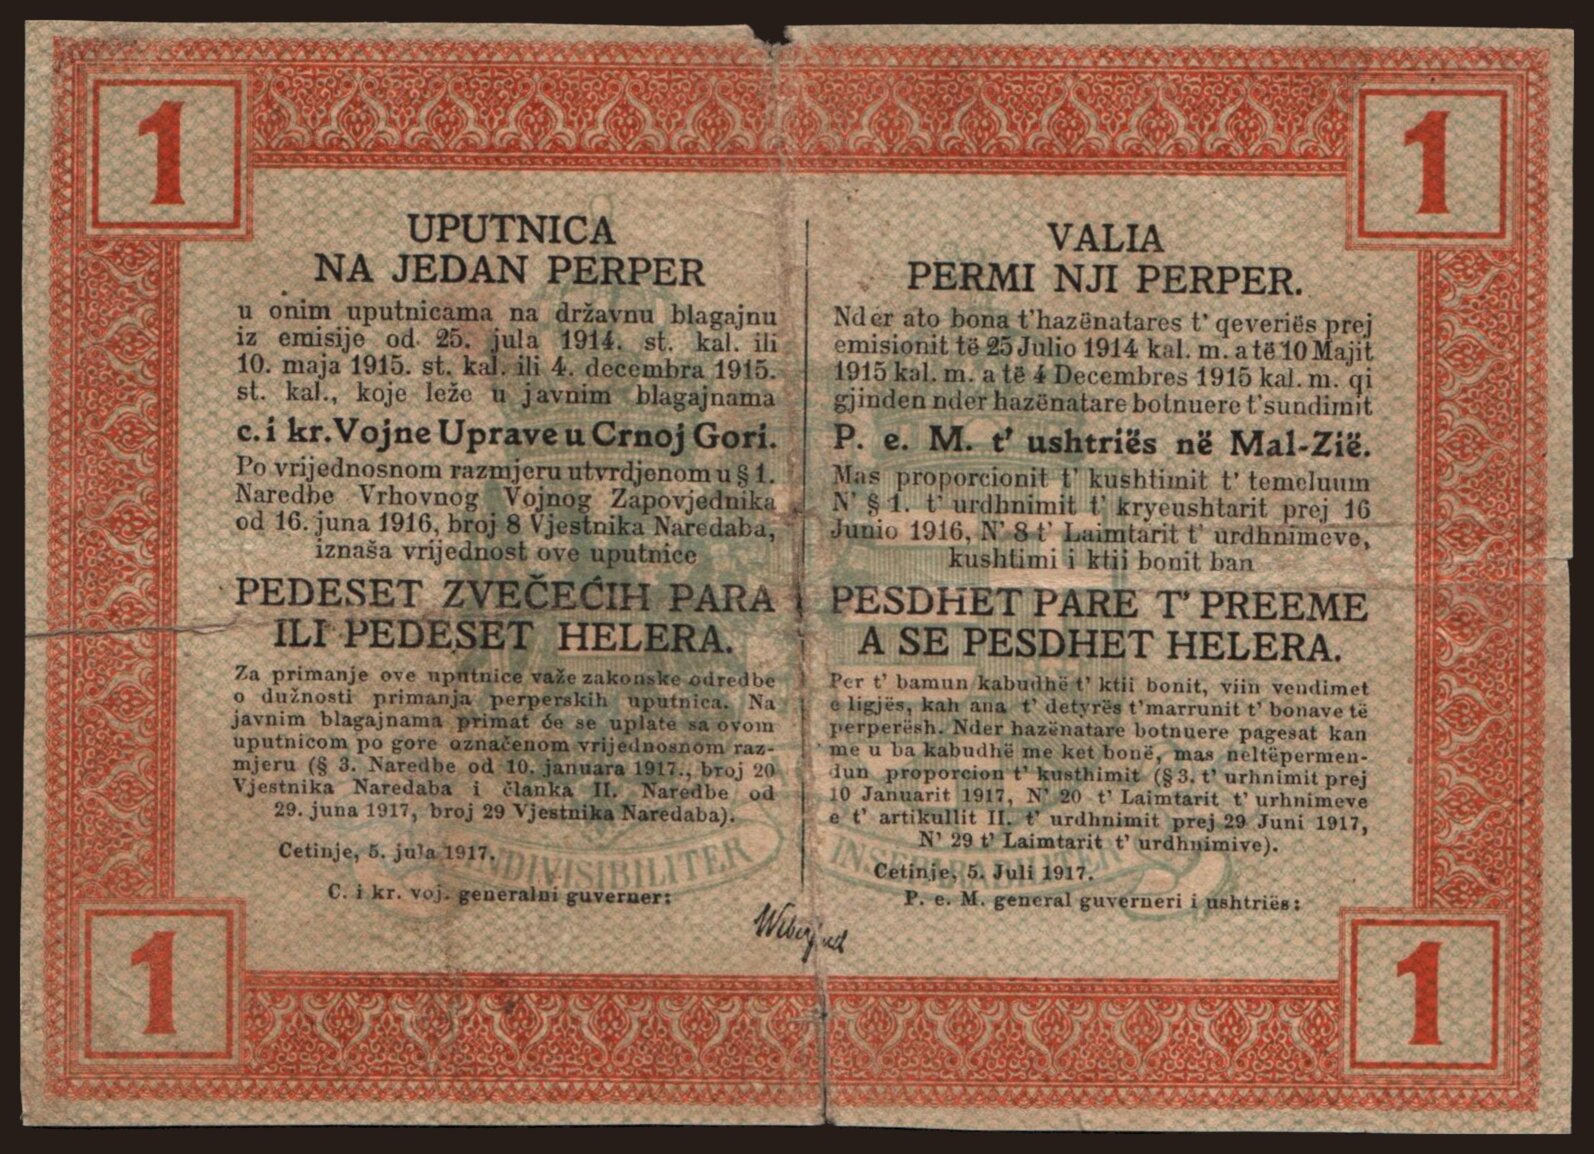 1
1
UPUTNICA
NA JEDAN PERPER
u onim uputnicama na državnu blagajnu
iz emisije od 25. jula 1914. st. kal. ili
10. maja 1915. st. kal. ili 4. decembra 1915.
st. kal., koje leže u javnim blagajnama
c. i kr. Vojne Uprave u Crnoj Gori.
Po vrijednosnom razmjeru utvrdjenom u § 1.
Naredbe Vrhovnog Vojnog Zapovjednika
od 16. juna 1916, broj 8 Vjestnika Naredaba,
iznaša vrijednost ove uputnice
PEDESET ZVEČEĆIH PARA
ILI PEDESET HELERA.
Za primanje ove uputnice važe zakonske odredbe
o dužnosti primanja perperskih uputnica. Na
javnim blagajnama primat će se uplate sa ovom
uputnicom po gore označenom vrijednosnom raz-
mjeru (§ 3. Naredbe od 10. januara 1917., broj 20
Vjestnika Naredaba i članka II. Naredbe od
29. juna 1917, broj 29 Vjestnika Naredaba).
Cetinje, 5. jula 1917.
C. i kr. voj. generalni guverner:
VALIA
PERMI NJI PERPER.
Nder ato bona t'hazënatares t' qeveriës prej
emisionit të 25 Julio 1914 kal. m. a të 10 Majit
1915 kal. m. a të 4 Decembres 1915 kal. m. qi
gjinden nder hazënatare botnuere t'sundimit
P. e. M. t' ushtriës në Mal-Zië.
Mas proporcionit t' kushtimit t' temeluum
N' § 1. t' urdhnimit t' kryeushtarit prej 16
Junio 1916, N' 8 t' Laimtarit t' urdhnimeve,
kushtimi i ktii bonit ban
PESDHET PARE T' PREEME
A SE PESDHET HELERA.
Per t' bamun kabudhë t' ktii bonit, viin vendimet
e ligjës, kah ana t' detyrës t'marrunit t' bonave të
perperësh. Nder hazënatare botnuere pagesat kan
me u ba kabudhë me ket bonë, mas neltëpermen-
dun proporcion t' kusthimit (§ 3. t' urhnimit prej
10 Januarit 1917, N' 20 t' Laimtarit t' urhnimeve
e t' artikullit II. t' urdhnimit prej 29 Juni 1917,
N' 29 t' Laimtarit t' urdhnimive).
Cetinje, 5. Juli 1917.
P. e. M. general guverneri i ushtriës:
INDIVISIBILITER
INSEPARABILITER
1
1